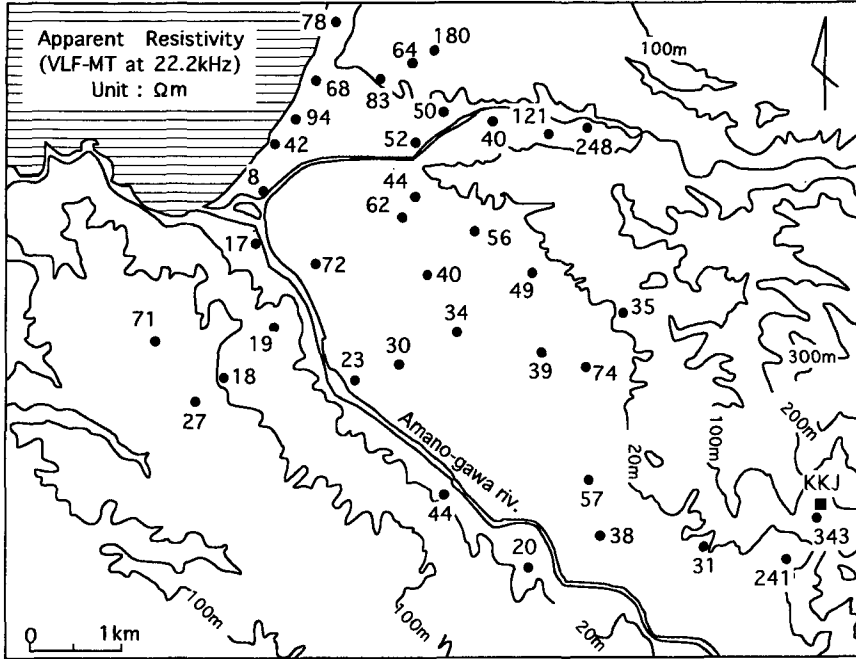 78
Apparent Resistivity
(VLF-MT at 22.2kHz)
Unit : Ωm
64
180
100m
68
83
94
50
121
40
248
42
52
8
44
62
56
17
72
40
49
35
71
19
34
30
39
74
300m
18
23
27
200m
100m
20m
Amano-gawa riv.
KKJ
57
44
343
38
31
241
20
100m
100m
20m
0 1km